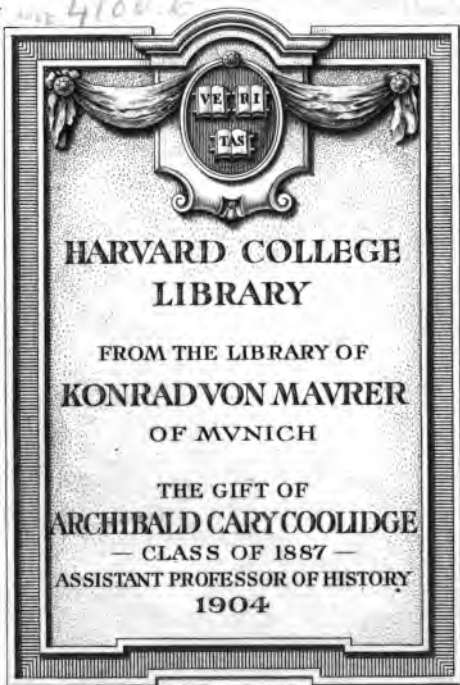 VE RI
TAS
HARVARD COLLEGE
LIBRARY
FROM THE LIBRARY OF
KONRAD VON MAVRER
OF MVNICH
THE GIFT OF
ARCHIBALD CARY COOLIDGE
— CLASS OF 1887 —
ASSISTANT PROFESSOR OF HISTORY
1904